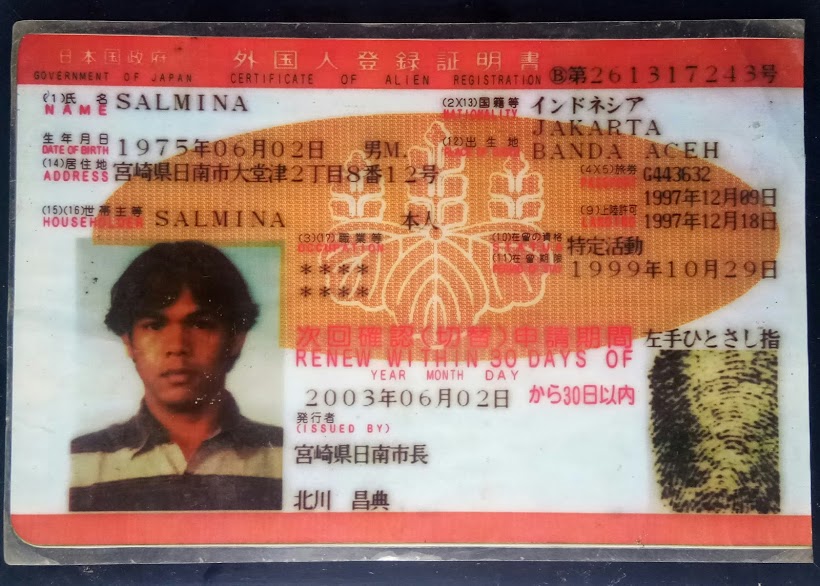 日本国政府 外国人登録証明書
GOVERNMENT OF JAPAN CERTIFICATE OF ALIEN REGISTRATION Ⓑ第261317243号
(1)氏名 NAME SALMINA
(2)(13)国籍等 NATIONALITY インドネシア
JAKARTA
生年月日 DATE OF BIRTH 1975年06月02日 男M.
(12)出生地 BANDA ACEH
(14)居住地 ADDRESS 宮崎県日南市大堂津2丁目8番12号
(4)(5)旅券 PASSPORT G443632
1997年12月09日
(9)上陸許可 1997年12月18日
(15)(16)世帯主等 HOUSEHOLDER SALMINA 本人
(3)(17)職業等 OCCUPATION
****
****
(10)在留の資格 特定活動
(11)在留期限 1999年10月29日
次回確認(切替)申請期間
RENEW WITHIN 30 DAYS OF
YEAR MONTH DAY
2003年06月02日 から30日以内
左手ひとさし指
発行者
(ISSUED BY)
宮崎県日南市長
北川 昌典